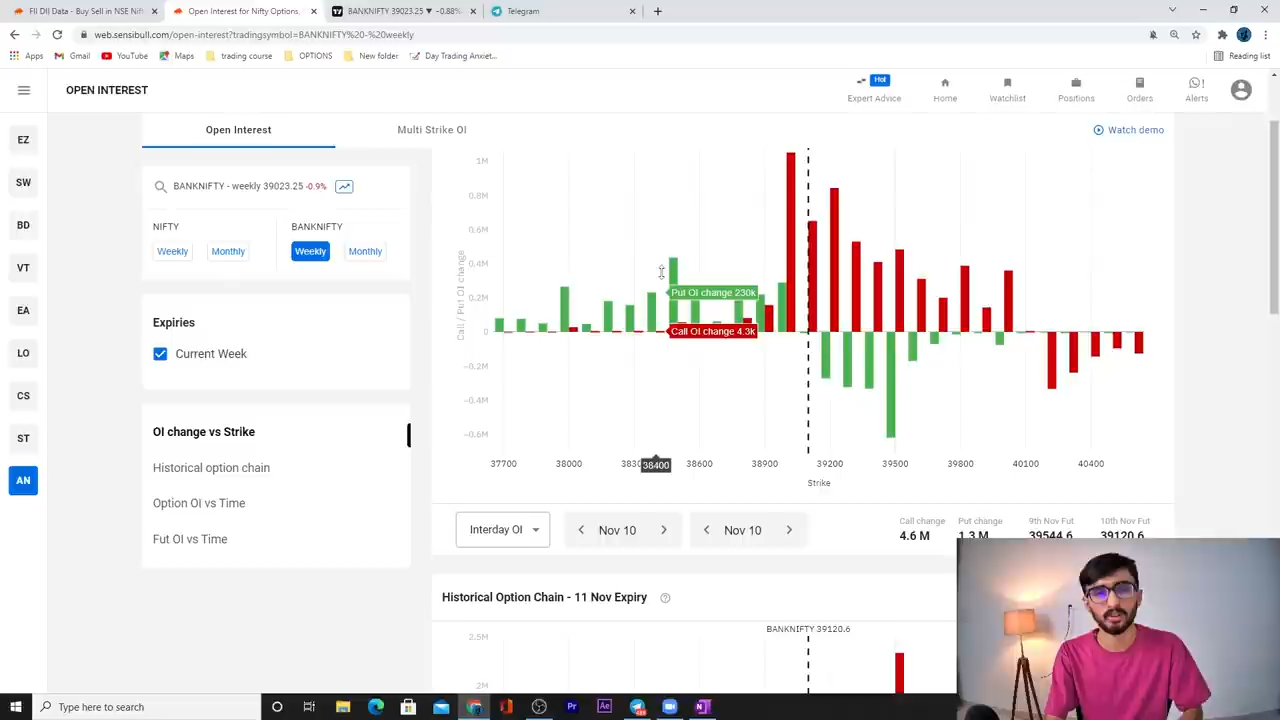 FII DII Data - Buy Sell in NSE Nif
Open Interest for Nifty Options,
BANKNIFTY 39023.25 ▼ −0.88%
Telegram
web.sensibull.com/open-interest?tradingsymbol=BANKNIFTY%20-%20weekly
Apps
Gmail
YouTube
Maps
trading course
OPTIONS
New folder
Day Trading Anxiet...
Reading list
OPEN INTEREST
Hot
Expert Advice
Home
Watchlist
Positions
Orders
Alerts
EZ
SW
BD
VT
EA
LO
CS
ST
AN
Open Interest
Multi Strike OI
Watch demo
BANKNIFTY - weekly 39023.25 -0.9%
NIFTY
BANKNIFTY
Weekly
Monthly
Weekly
Monthly
Expiries
Current Week
OI change vs Strike
Historical option chain
Option OI vs Time
Fut OI vs Time
Call / Put OI change
1M
0.8M
0.6M
0.4M
0.2M
0
−0.2M
−0.4M
−0.6M
Put OI change 230k
Call OI change 4.3k
37700
38000
38400
38600
38900
39200
39500
39800
40100
40400
Strike
Interday OI
Nov 10
Nov 10
Call change
4.6 M
Put change
1.3 M
9th Nov Fut
39544.6
10th Nov Fut
39120.6
Historical Option Chain - 11 Nov Expiry
BANKNIFTY 39120.6
2.5M
2M
Type here to search